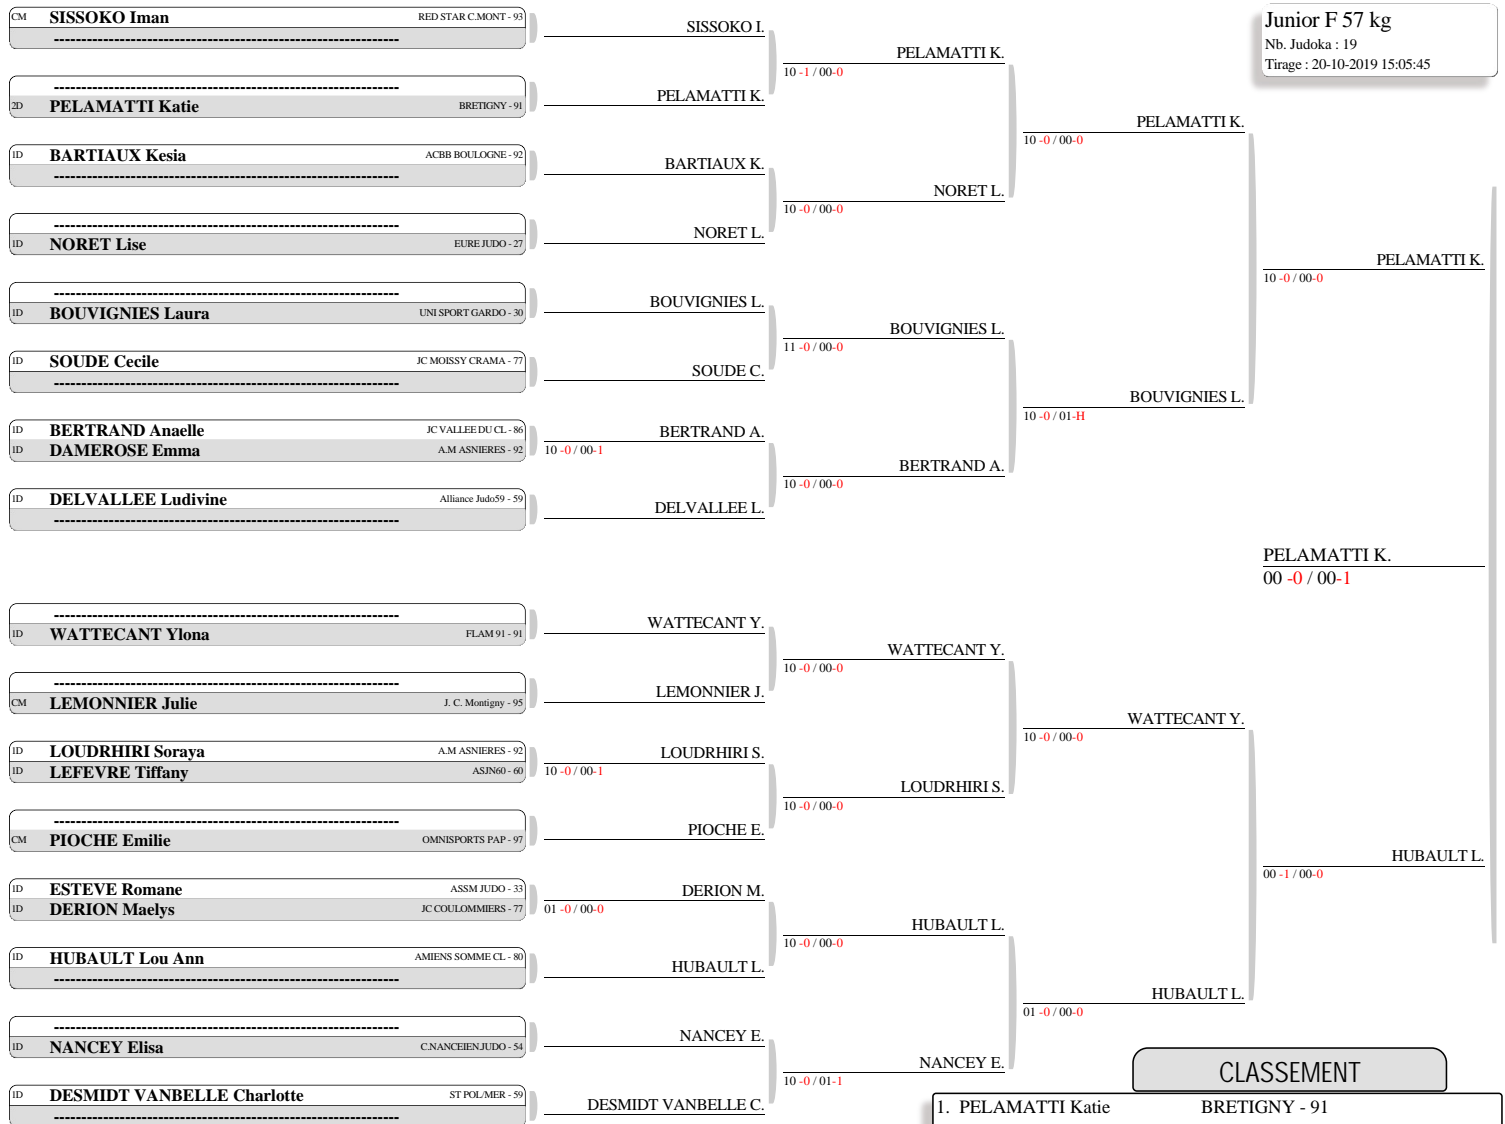 Junior F 57 kg
Nb. Judoka : 19
Tirage : 20-10-2019 15:05:45
CM SISSOKO Iman RED STAR C.MONT - 93
----------------------------------------------------------------
----------------------------------------------------------------
2D PELAMATTI Katie BRETIGNY - 91
1D BARTIAUX Kesia ACBB BOULOGNE - 92
----------------------------------------------------------------
----------------------------------------------------------------
1D NORET Lise EURE JUDO - 27
----------------------------------------------------------------
1D BOUVIGNIES Laura UNI SPORT GARDO - 30
1D SOUDE Cecile JC MOISSY CRAMA - 77
----------------------------------------------------------------
1D BERTRAND Anaelle JC VALLEE DU CL - 86
1D DAMEROSE Emma A.M ASNIERES - 92
1D DELVALLEE Ludivine Alliance Judo59 - 59
----------------------------------------------------------------
----------------------------------------------------------------
1D WATTECANT Ylona FLAM 91 - 91
----------------------------------------------------------------
CM LEMONNIER Julie J. C. Montigny - 95
1D LOUDRHIRI Soraya A.M ASNIERES - 92
1D LEFEVRE Tiffany ASJN60 - 60
----------------------------------------------------------------
CM PIOCHE Emilie OMNISPORTS PAP - 97
1D ESTEVE Romane ASSM JUDO - 33
1D DERION Maelys JC COULOMMIERS - 77
1D HUBAULT Lou Ann AMIENS SOMME CL - 80
----------------------------------------------------------------
----------------------------------------------------------------
1D NANCEY Elisa C.NANCEIEN JUDO - 54
1D DESMIDT VANBELLE Charlotte ST POL/MER - 59
----------------------------------------------------------------
SISSOKO I.
PELAMATTI K.
BARTIAUX K.
NORET L.
BOUVIGNIES L.
SOUDE C.
BERTRAND A.
10 -0 / 00-1
DELVALLEE L.
WATTECANT Y.
LEMONNIER J.
LOUDRHIRI S.
10 -0 / 00-1
PIOCHE E.
DERION M.
01 -0 / 00-0
HUBAULT L.
NANCEY E.
DESMIDT VANBELLE C.
PELAMATTI K.
10 -1 / 00-0
NORET L.
10 -0 / 00-0
BOUVIGNIES L.
11 -0 / 00-0
BERTRAND A.
10 -0 / 00-0
WATTECANT Y.
10 -0 / 00-0
LOUDRHIRI S.
10 -0 / 00-0
HUBAULT L.
10 -0 / 00-0
NANCEY E.
10 -0 / 01-1
PELAMATTI K.
10 -0 / 00-0
BOUVIGNIES L.
10 -0 / 01-H
WATTECANT Y.
10 -0 / 00-0
HUBAULT L.
01 -0 / 00-0
PELAMATTI K.
10 -0 / 00-0
HUBAULT L.
00 -1 / 00-0
PELAMATTI K.
00 -0 / 00-1
CLASSEMENT
1. PELAMATTI Katie BRETIGNY - 91